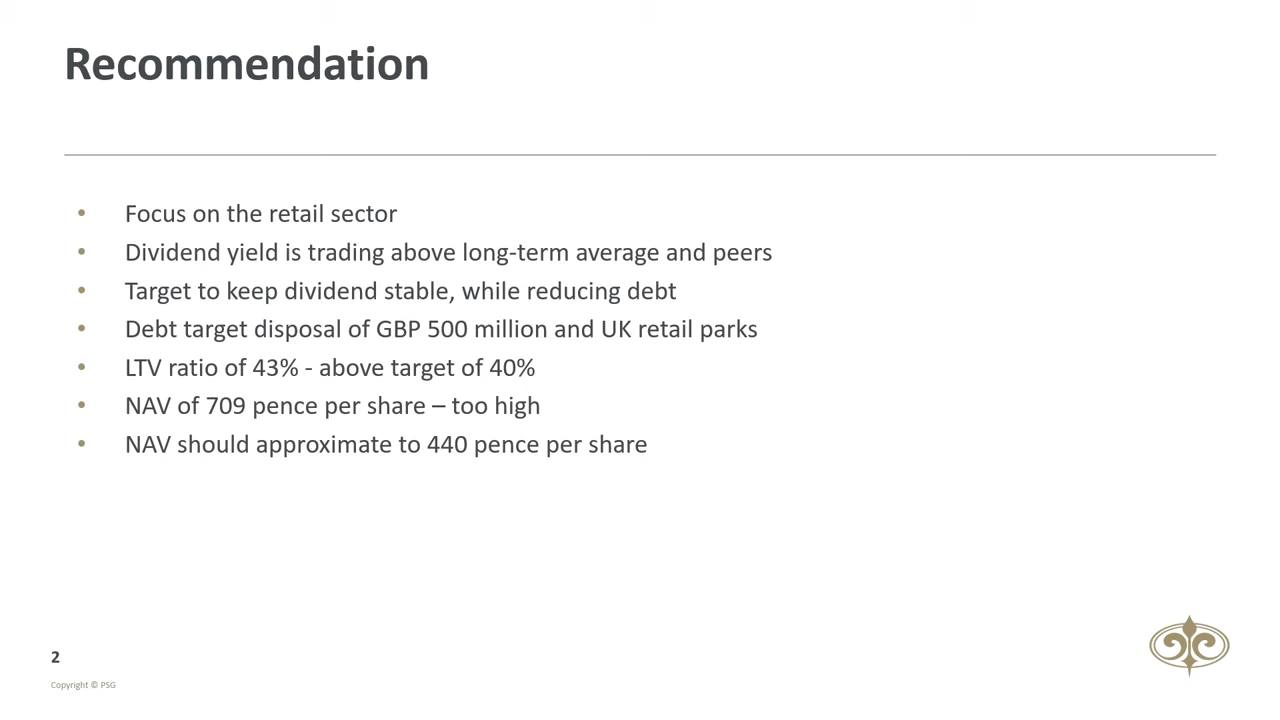 Recommendation
• Focus on the retail sector
• Dividend yield is trading above long-term average and peers
• Target to keep dividend stable, while reducing debt
• Debt target disposal of GBP 500 million and UK retail parks
• LTV ratio of 43% - above target of 40%
• NAV of 709 pence per share – too high
• NAV should approximate to 440 pence per share
2
Copyright © PSG